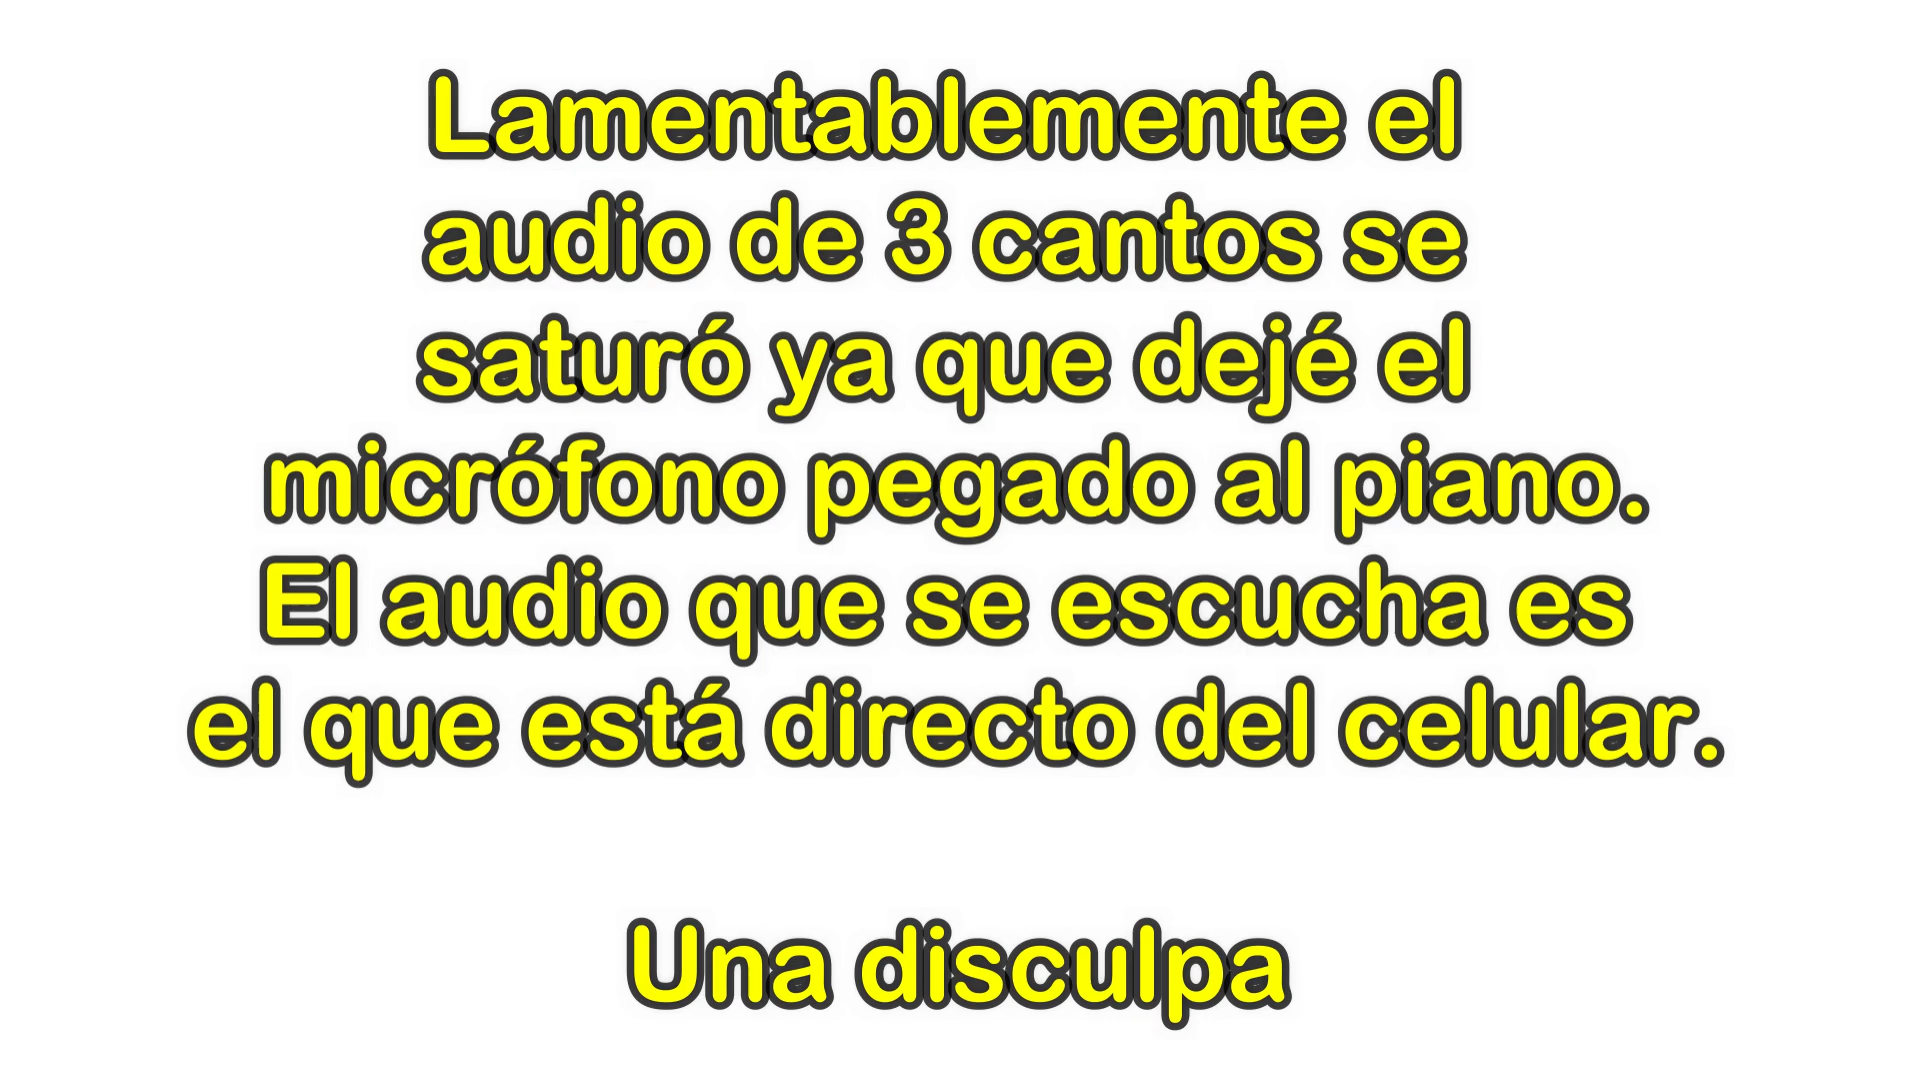 Lamentablemente el
audio de 3 cantos se
saturó ya que dejé el
micrófono pegado al piano.
El audio que se escucha es
el que está directo del celular.
Una disculpa